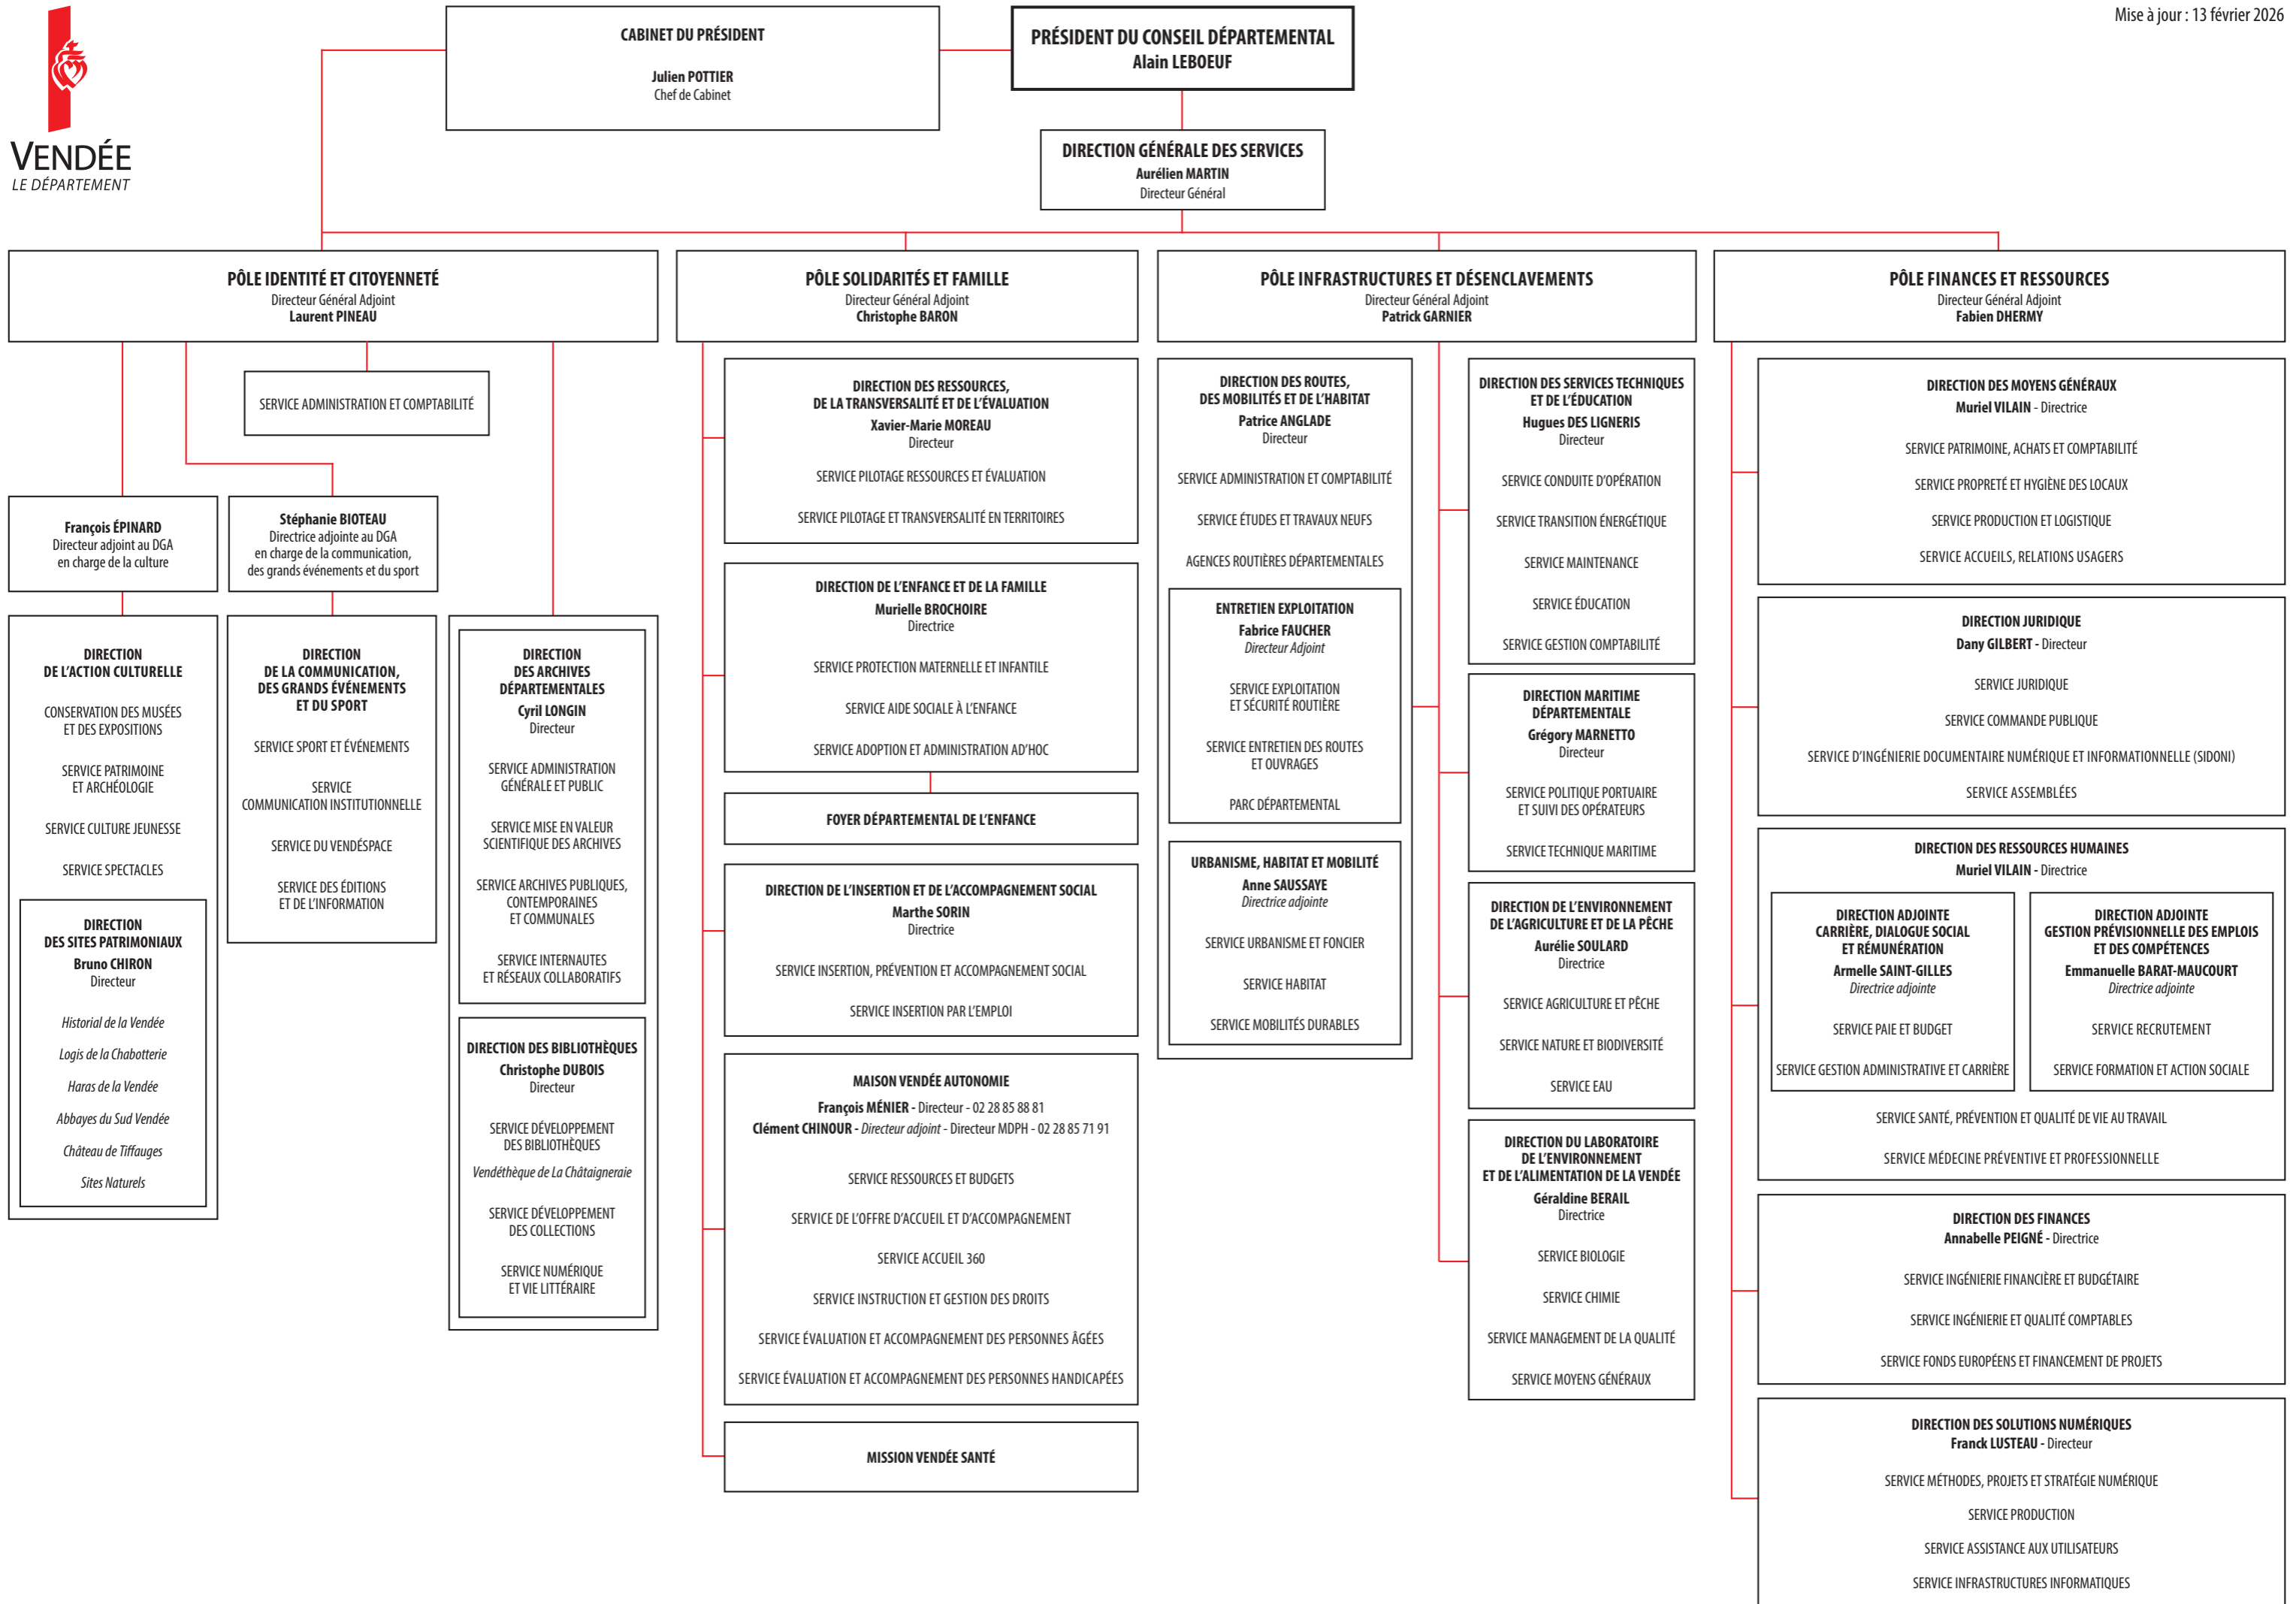 Mise à jour : 13 février 2026
VENDÉE
LE DÉPARTEMENT
CABINET DU PRÉSIDENT
Julien POTTIER
Chef de Cabinet
PRÉSIDENT DU CONSEIL DÉPARTEMENTAL
Alain LEBOEUF
DIRECTION GÉNÉRALE DES SERVICES
Aurélien MARTIN
Directeur Général
PÔLE IDENTITÉ ET CITOYENNETÉ
Directeur Général Adjoint
Laurent PINEAU
SERVICE ADMINISTRATION ET COMPTABILITÉ
François ÉPINARD
Directeur adjoint au DGA
en charge de la culture
Stéphanie BIOTEAU
Directrice adjointe au DGA
en charge de la communication,
des grands événements et du sport
DIRECTION
DE L'ACTION CULTURELLE
CONSERVATION DES MUSÉES
ET DES EXPOSITIONS
SERVICE PATRIMOINE
ET ARCHÉOLOGIE
SERVICE CULTURE JEUNESSE
SERVICE SPECTACLES
DIRECTION
DES SITES PATRIMONIAUX
Bruno CHIRON
Directeur
Historial de la Vendée
Logis de la Chabotterie
Haras de la Vendée
Abbayes du Sud Vendée
Château de Tiffauges
Sites Naturels
DIRECTION
DE LA COMMUNICATION,
DES GRANDS ÉVÉNEMENTS
ET DU SPORT
SERVICE SPORT ET ÉVÉNEMENTS
SERVICE
COMMUNICATION INSTITUTIONNELLE
SERVICE DU VENDÉSPACE
SERVICE DES ÉDITIONS
ET DE L'INFORMATION
DIRECTION
DES ARCHIVES
DÉPARTEMENTALES
Cyril LONGIN
Directeur
SERVICE ADMINISTRATION
GÉNÉRALE ET PUBLIC
SERVICE MISE EN VALEUR
SCIENTIFIQUE DES ARCHIVES
SERVICE ARCHIVES PUBLIQUES,
CONTEMPORAINES
ET COMMUNALES
SERVICE INTERNAUTES
ET RÉSEAUX COLLABORATIFS
DIRECTION DES BIBLIOTHÈQUES
Christophe DUBOIS
Directeur
SERVICE DÉVELOPPEMENT
DES BIBLIOTHÈQUES
Vendéthèque de La Châtaigneraie
SERVICE DÉVELOPPEMENT
DES COLLECTIONS
SERVICE NUMÉRIQUE
ET VIE LITTÉRAIRE
PÔLE SOLIDARITÉS ET FAMILLE
Directeur Général Adjoint
Christophe BARON
DIRECTION DES RESSOURCES,
DE LA TRANSVERSALITÉ ET DE L'ÉVALUATION
Xavier-Marie MOREAU
Directeur
SERVICE PILOTAGE RESSOURCES ET ÉVALUATION
SERVICE PILOTAGE ET TRANSVERSALITÉ EN TERRITOIRES
DIRECTION DE L'ENFANCE ET DE LA FAMILLE
Murielle BROCHOIRE
Directrice
SERVICE PROTECTION MATERNELLE ET INFANTILE
SERVICE AIDE SOCIALE À L'ENFANCE
SERVICE ADOPTION ET ADMINISTRATION AD'HOC
FOYER DÉPARTEMENTAL DE L'ENFANCE
DIRECTION DE L'INSERTION ET DE L'ACCOMPAGNEMENT SOCIAL
Marthe SORIN
Directrice
SERVICE INSERTION, PRÉVENTION ET ACCOMPAGNEMENT SOCIAL
SERVICE INSERTION PAR L'EMPLOI
MAISON VENDÉE AUTONOMIE
François MÉNIER - Directeur - 02 28 85 88 81
Clément CHINOUR - Directeur adjoint - Directeur MDPH - 02 28 85 71 91
SERVICE RESSOURCES ET BUDGETS
SERVICE DE L'OFFRE D'ACCUEIL ET D'ACCOMPAGNEMENT
SERVICE ACCUEIL 360
SERVICE INSTRUCTION ET GESTION DES DROITS
SERVICE ÉVALUATION ET ACCOMPAGNEMENT DES PERSONNES ÂGÉES
SERVICE ÉVALUATION ET ACCOMPAGNEMENT DES PERSONNES HANDICAPÉES
MISSION VENDÉE SANTÉ
PÔLE INFRASTRUCTURES ET DÉSENCLAVEMENTS
Directeur Général Adjoint
Patrick GARNIER
DIRECTION DES ROUTES,
DES MOBILITÉS ET DE L'HABITAT
Patrice ANGLADE
Directeur
SERVICE ADMINISTRATION ET COMPTABILITÉ
SERVICE ÉTUDES ET TRAVAUX NEUFS
AGENCES ROUTIÈRES DÉPARTEMENTALES
ENTRETIEN EXPLOITATION
Fabrice FAUCHER
Directeur Adjoint
SERVICE EXPLOITATION
ET SÉCURITÉ ROUTIÈRE
SERVICE ENTRETIEN DES ROUTES
ET OUVRAGES
PARC DÉPARTEMENTAL
URBANISME, HABITAT ET MOBILITÉ
Anne SAUSSAYE
Directrice adjointe
SERVICE URBANISME ET FONCIER
SERVICE HABITAT
SERVICE MOBILITÉS DURABLES
DIRECTION DES SERVICES TECHNIQUES
ET DE L'ÉDUCATION
Hugues DES LIGNERIS
Directeur
SERVICE CONDUITE D'OPÉRATION
SERVICE TRANSITION ÉNERGÉTIQUE
SERVICE MAINTENANCE
SERVICE ÉDUCATION
SERVICE GESTION COMPTABILITÉ
DIRECTION MARITIME
DÉPARTEMENTALE
Grégory MARNETTO
Directeur
SERVICE POLITIQUE PORTUAIRE
ET SUIVI DES OPÉRATEURS
SERVICE TECHNIQUE MARITIME
DIRECTION DE L'ENVIRONNEMENT
DE L'AGRICULTURE ET DE LA PÊCHE
Aurélie SOULARD
Directrice
SERVICE AGRICULTURE ET PÊCHE
SERVICE NATURE ET BIODIVERSITÉ
SERVICE EAU
DIRECTION DU LABORATOIRE
DE L'ENVIRONNEMENT
ET DE L'ALIMENTATION DE LA VENDÉE
Géraldine BERAIL
Directrice
SERVICE BIOLOGIE
SERVICE CHIMIE
SERVICE MANAGEMENT DE LA QUALITÉ
SERVICE MOYENS GÉNÉRAUX
PÔLE FINANCES ET RESSOURCES
Directeur Général Adjoint
Fabien DHERMY
DIRECTION DES MOYENS GÉNÉRAUX
Muriel VILAIN - Directrice
SERVICE PATRIMOINE, ACHATS ET COMPTABILITÉ
SERVICE PROPRETÉ ET HYGIÈNE DES LOCAUX
SERVICE PRODUCTION ET LOGISTIQUE
SERVICE ACCUEILS, RELATIONS USAGERS
DIRECTION JURIDIQUE
Dany GILBERT - Directeur
SERVICE JURIDIQUE
SERVICE COMMANDE PUBLIQUE
SERVICE D'INGÉNIERIE DOCUMENTAIRE NUMÉRIQUE ET INFORMATIONNELLE (SIDONI)
SERVICE ASSEMBLÉES
DIRECTION DES RESSOURCES HUMAINES
Muriel VILAIN - Directrice
DIRECTION ADJOINTE
CARRIÈRE, DIALOGUE SOCIAL
ET RÉMUNÉRATION
Armelle SAINT-GILLES
Directrice adjointe
SERVICE PAIE ET BUDGET
SERVICE GESTION ADMINISTRATIVE ET CARRIÈRE
DIRECTION ADJOINTE
GESTION PRÉVISIONNELLE DES EMPLOIS
ET DES COMPÉTENCES
Emmanuelle BARAT-MAUCOURT
Directrice adjointe
SERVICE RECRUTEMENT
SERVICE FORMATION ET ACTION SOCIALE
SERVICE SANTÉ, PRÉVENTION ET QUALITÉ DE VIE AU TRAVAIL
SERVICE MÉDECINE PRÉVENTIVE ET PROFESSIONNELLE
DIRECTION DES FINANCES
Annabelle PEIGNÉ - Directrice
SERVICE INGÉNIERIE FINANCIÈRE ET BUDGÉTAIRE
SERVICE INGÉNIERIE ET QUALITÉ COMPTABLES
SERVICE FONDS EUROPÉENS ET FINANCEMENT DE PROJETS
DIRECTION DES SOLUTIONS NUMÉRIQUES
Franck LUSTEAU - Directeur
SERVICE MÉTHODES, PROJETS ET STRATÉGIE NUMÉRIQUE
SERVICE PRODUCTION
SERVICE ASSISTANCE AUX UTILISATEURS
SERVICE INFRASTRUCTURES INFORMATIQUES